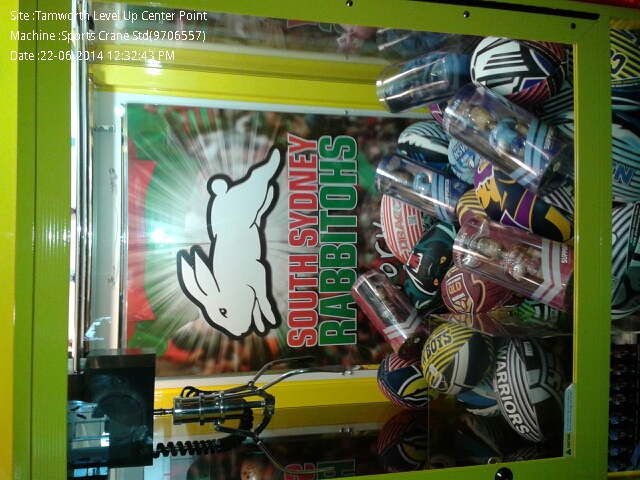 Site :Tamworth Level Up Center Point
Machine :Sports Crane Std(9706557)
Date :22-06-2014 12:32:43 PM
SOUTH SYDNEY
RABBITOHS
DRAGONS
WARRIORS